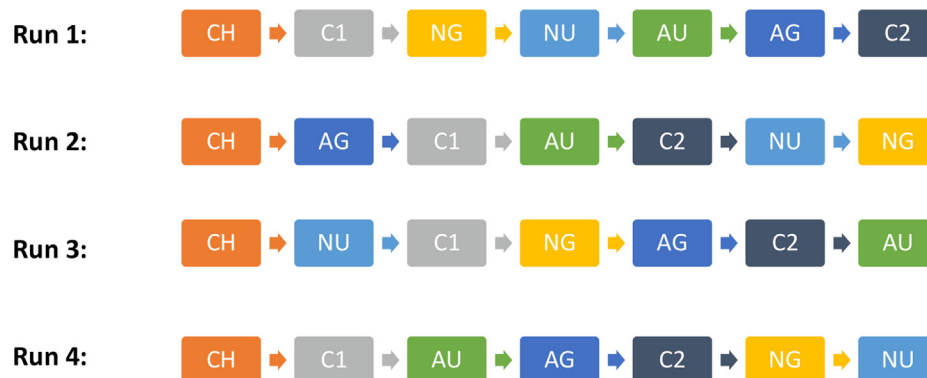 Run 1: CH C1 NG NU AU AG C2
Run 2: CH AG C1 AU C2 NU NG
Run 3: CH NU C1 NG AG C2 AU
Run 4: CH C1 AU AG C2 NG NU